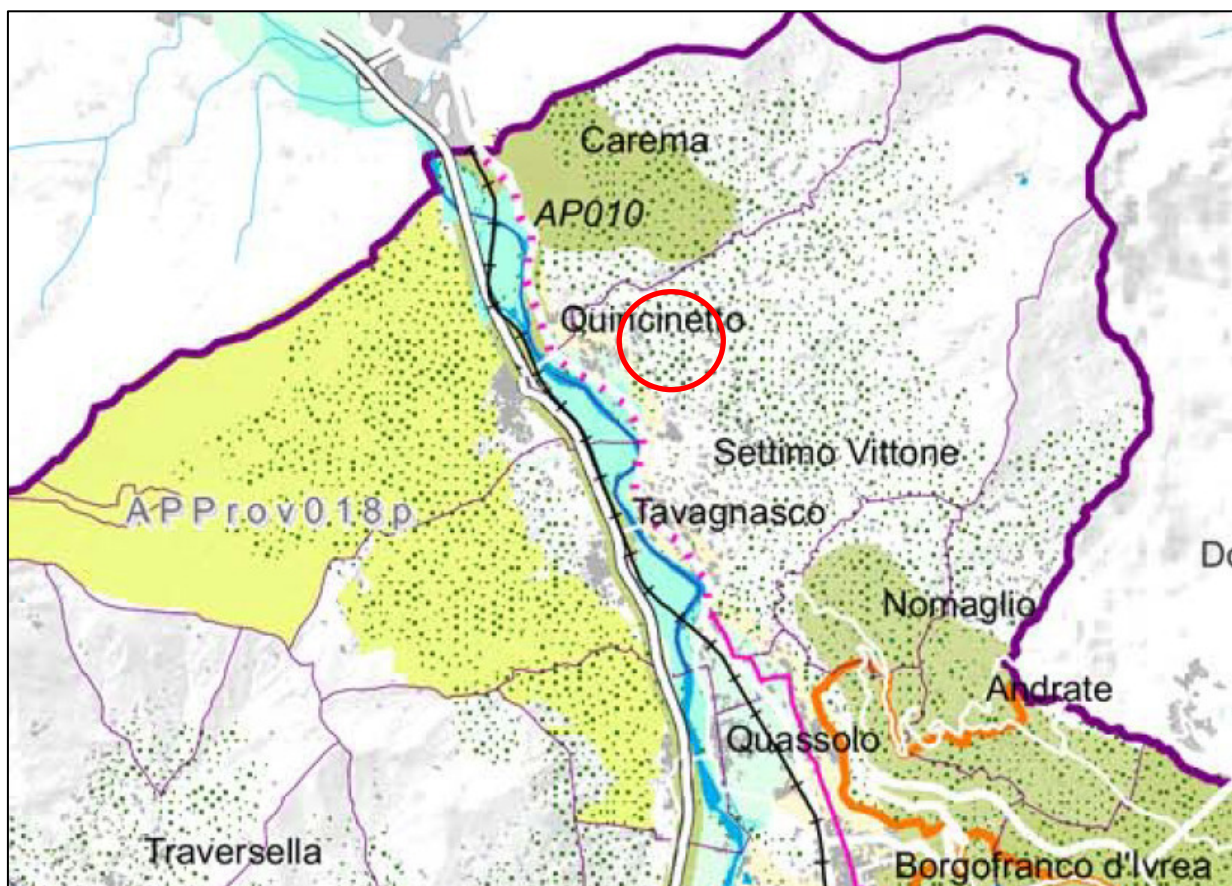 Carema
AP010
Quincinetto
Settimo Vittone
APProv018p
Tavagnasco
Nomaglio
Andrate
Quassolo
Traversella
Borgofranco d'Ivrea